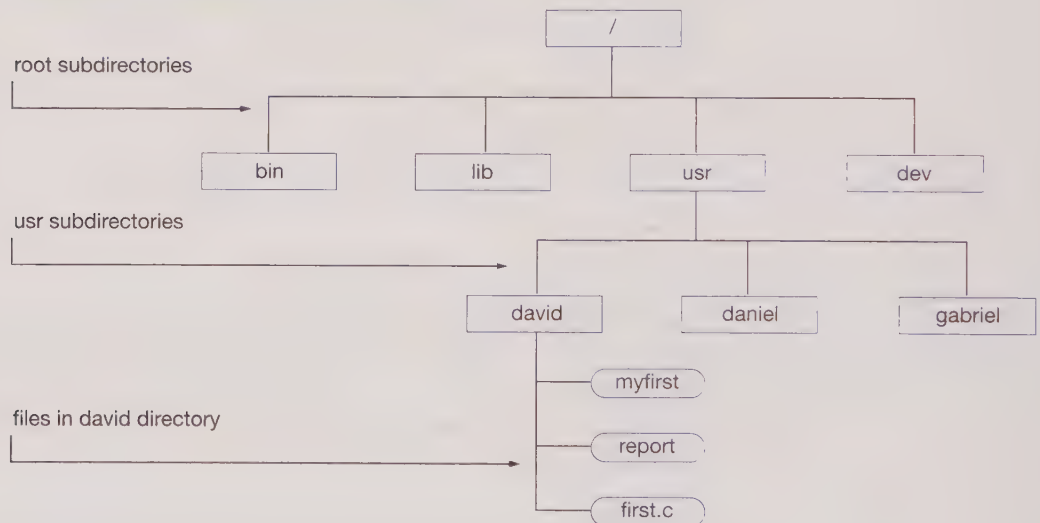 /
root subdirectories
bin lib usr dev
usr subdirectories
david daniel gabriel
myfirst
files in david directory
report
first.c